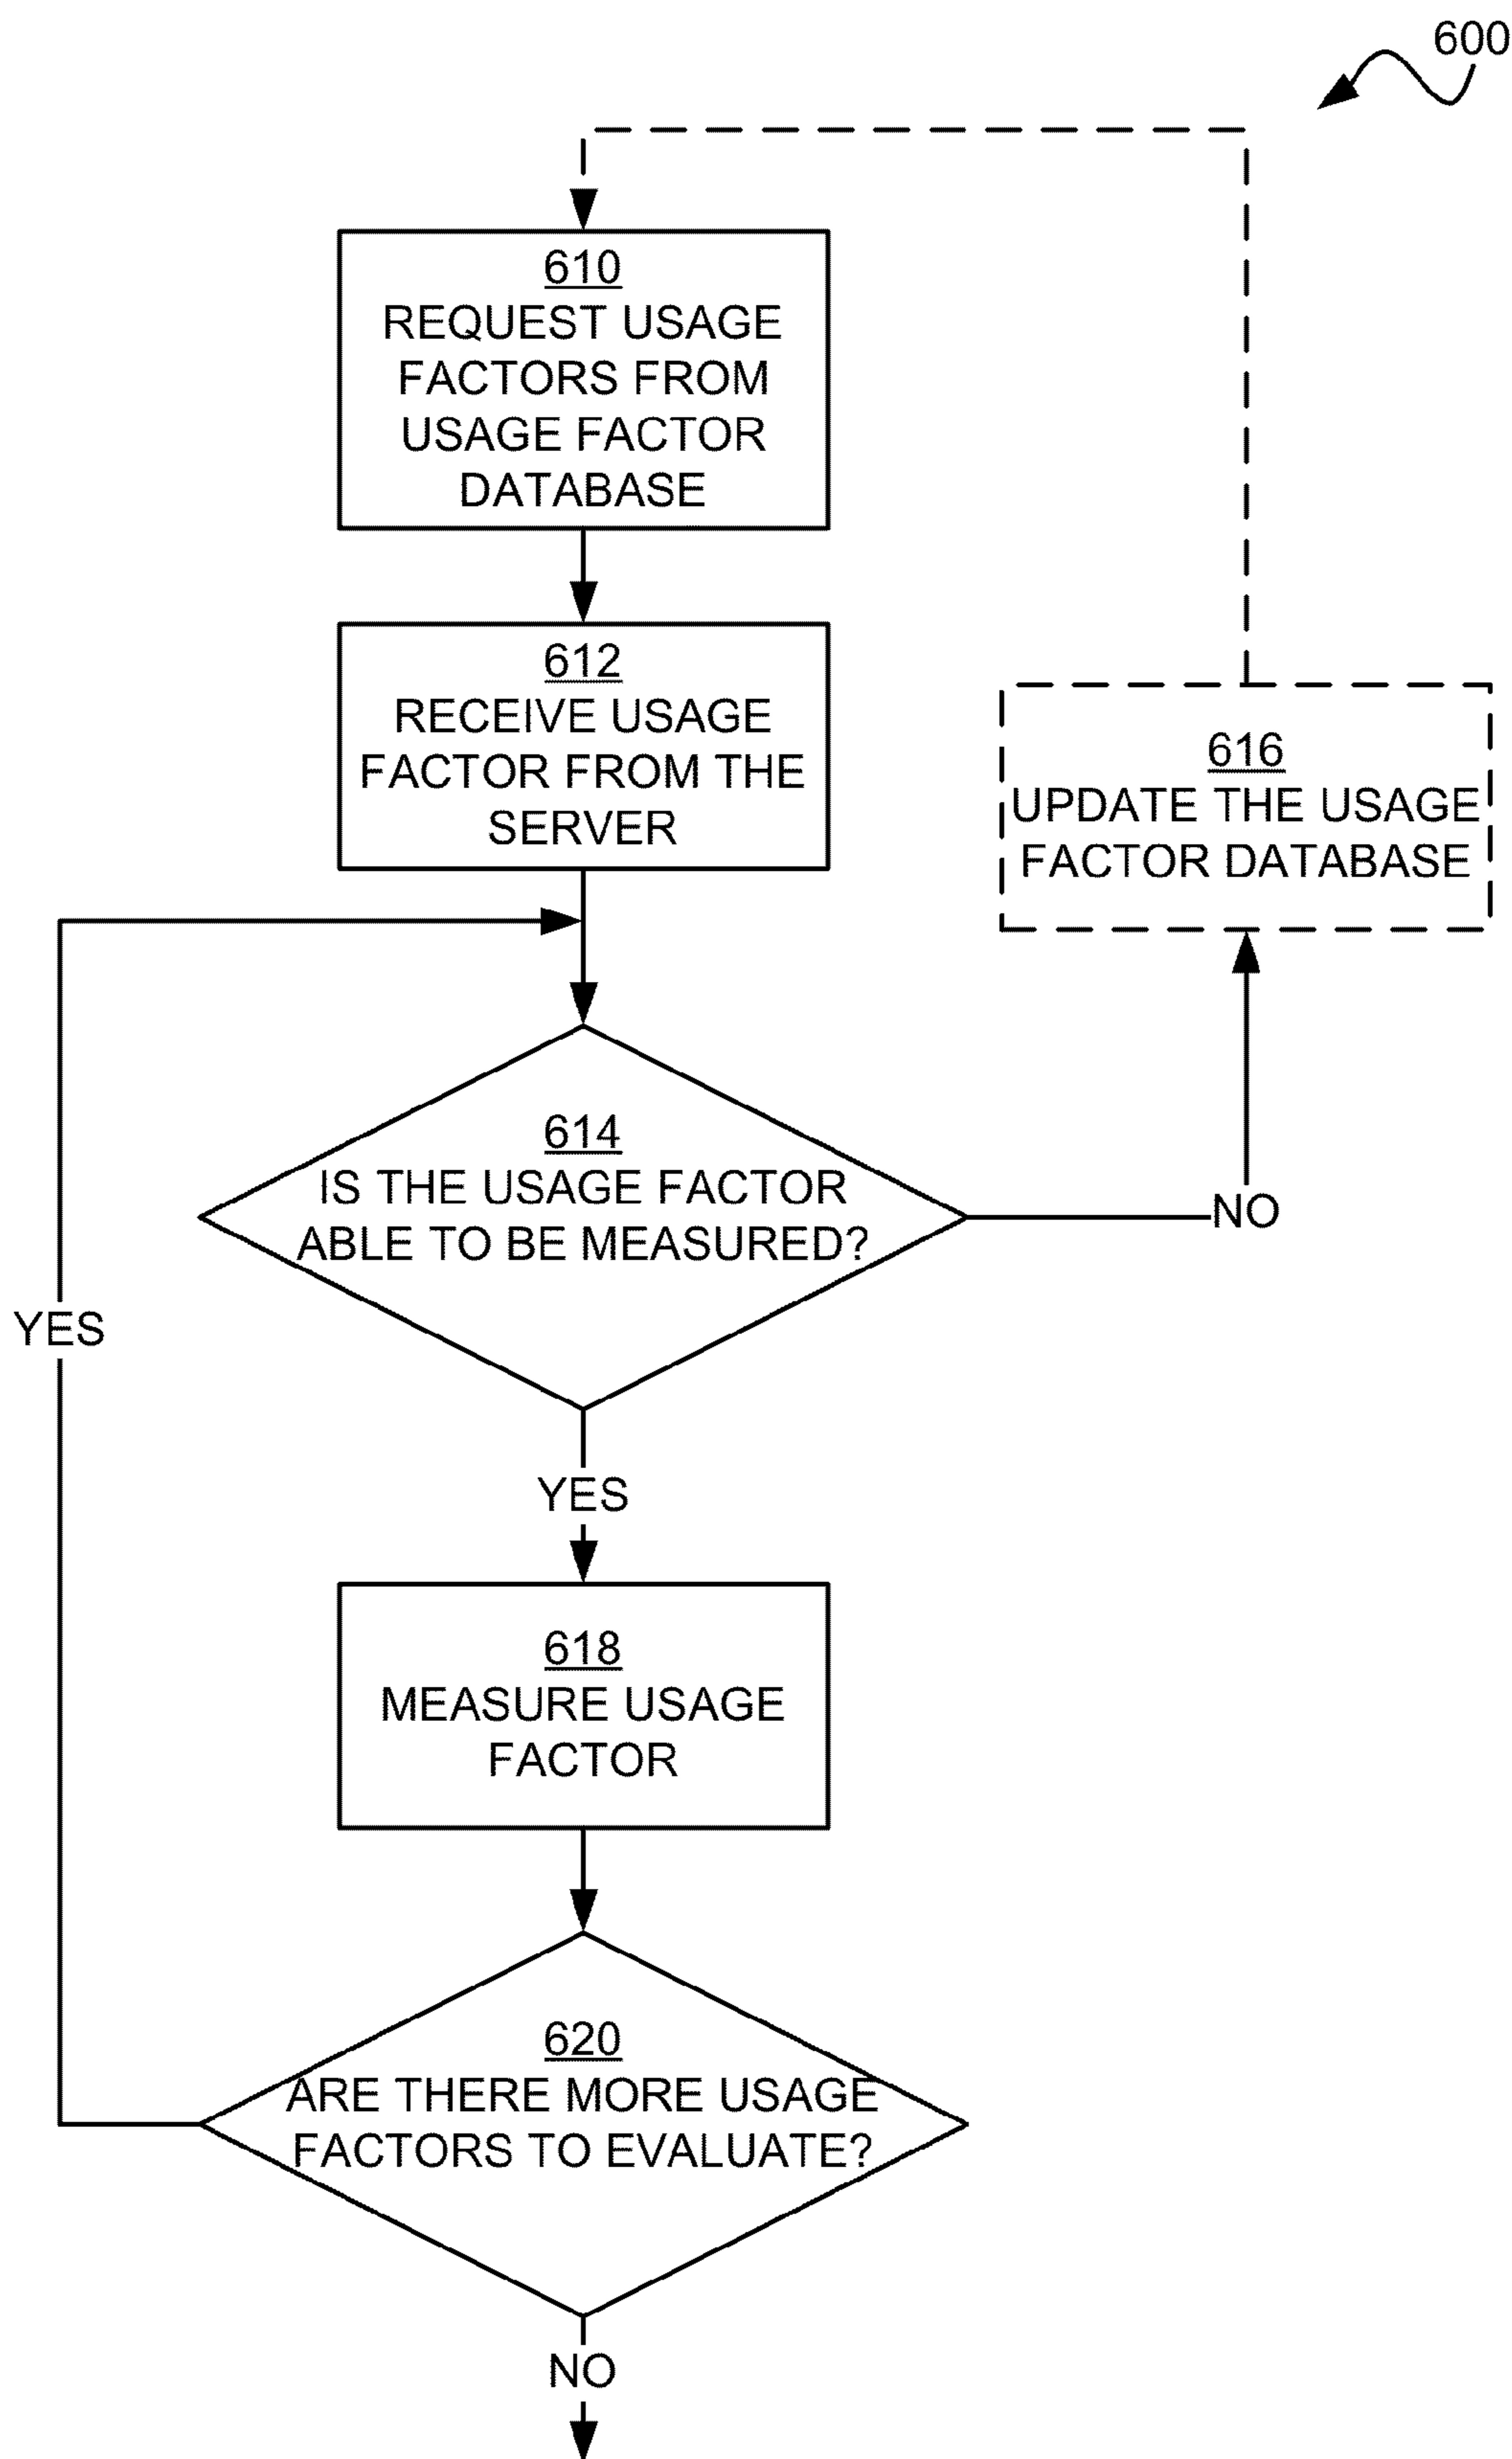 600
610
REQUEST USAGE
FACTORS FROM
USAGE FACTOR
DATABASE
612
RECEIVE USAGE
FACTOR FROM THE
SERVER
616
UPDATE THE USAGE
FACTOR DATABASE
614
IS THE USAGE FACTOR
ABLE TO BE MEASURED?
NO
YES
YES
618
MEASURE USAGE
FACTOR
620
ARE THERE MORE USAGE
FACTORS TO EVALUATE?
NO